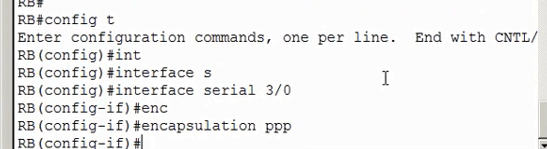 RB#
RB#config t
Enter configuration commands, one per line.  End with CNTL/
RB(config)#int
RB(config)#interface s
RB(config)#interface serial 3/0
RB(config-if)#enc
RB(config-if)#encapsulation ppp
RB(config-if)#